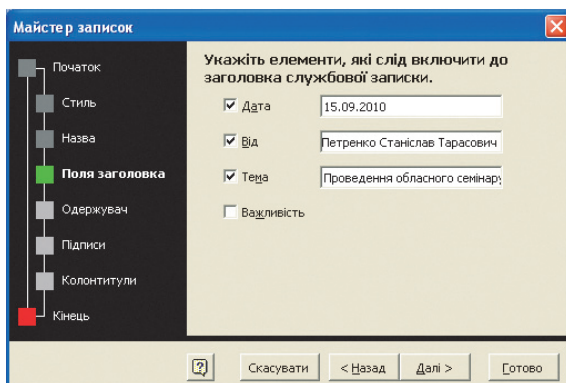 Майстер записок
Початок
Стиль
Назва
Поля заголовка
Одержувач
Підписи
Колонтитули
Кінець
Укажіть елементи, які слід включити до
заголовка службової записки.
Дата 15.09.2010
Від Петренко Станіслав Тарасович
Тема Проведення обласного семінару
Важливість
Скасувати < Назад Далі > Готово